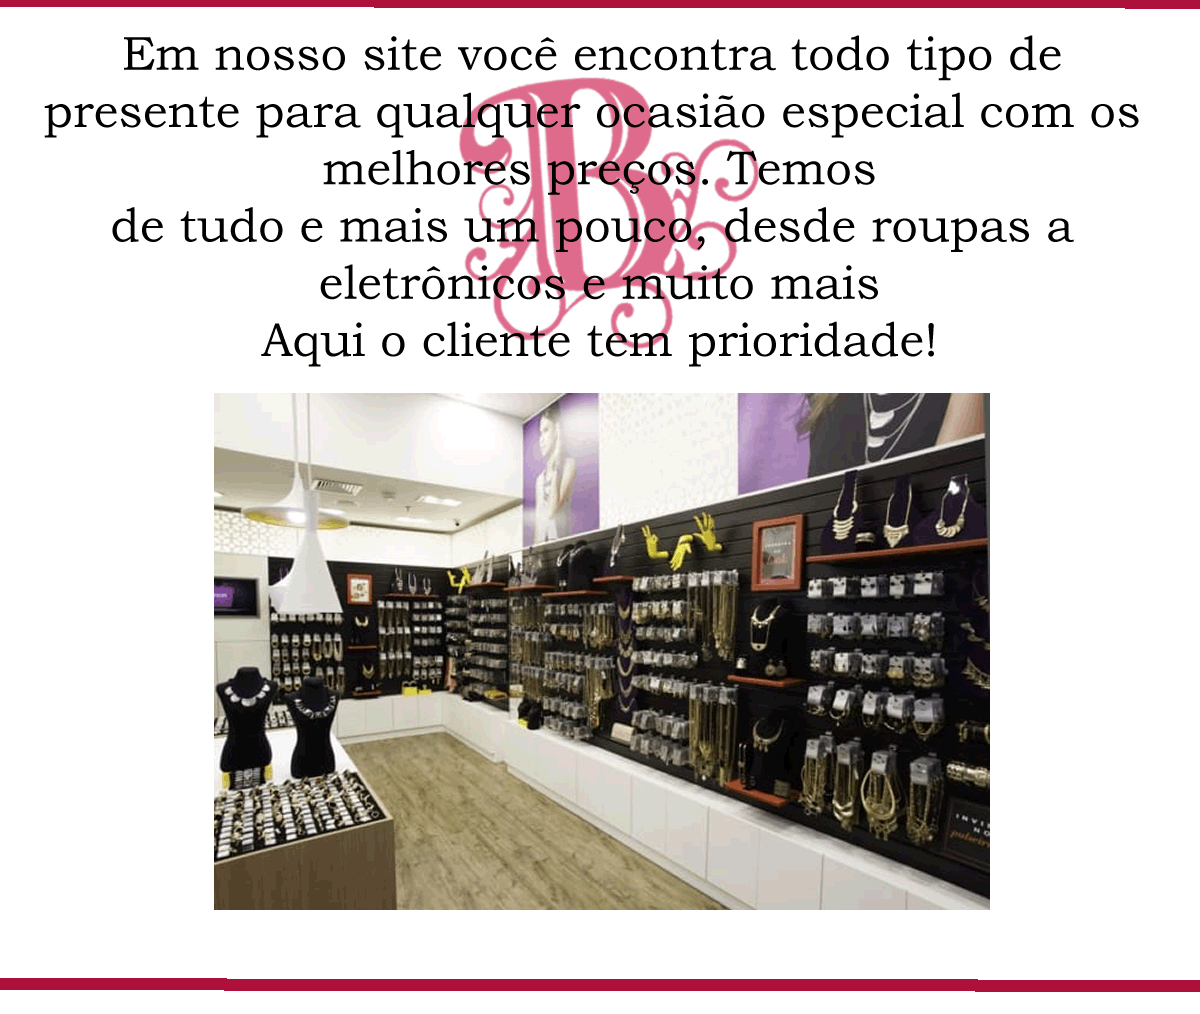 Em nosso site você encontra todo tipo de
presente para qualquer ocasião especial com os
melhores preços. Temos
de tudo e mais um pouco, desde roupas a
eletrônicos e muito mais
Aqui o cliente tem prioridade!
B